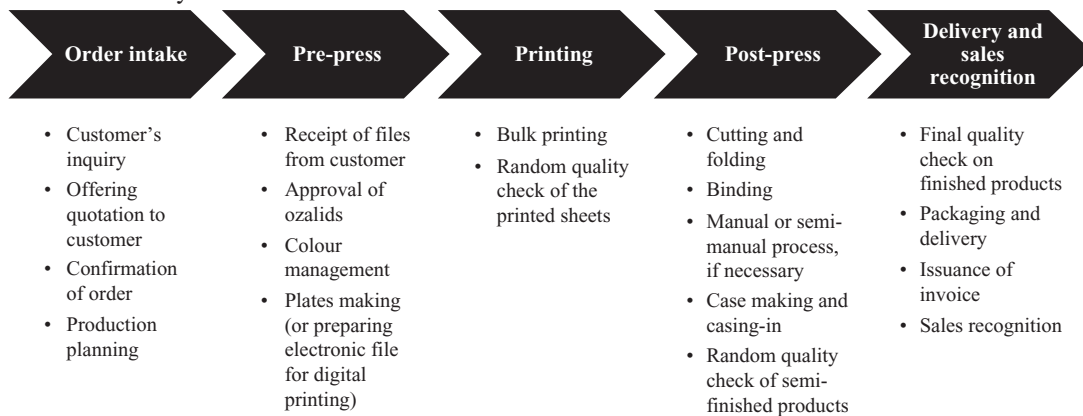 Order intake
Pre-press
Printing
Post-press
Delivery and
sales
recognition
• Customer's
inquiry
• Offering
quotation to
customer
• Confirmation
of order
• Production
planning
• Receipt of files
from customer
• Approval of
ozalids
• Colour
management
• Plates making
(or preparing
electronic file
for digital
printing)
• Bulk printing
• Random quality
check of the
printed sheets
• Cutting and
folding
• Binding
• Manual or semi-
manual process,
if necessary
• Case making and
casing-in
• Random quality
check of semi-
finished products
• Final quality
check on
finished products
• Packaging and
delivery
• Issuance of
invoice
• Sales recognition